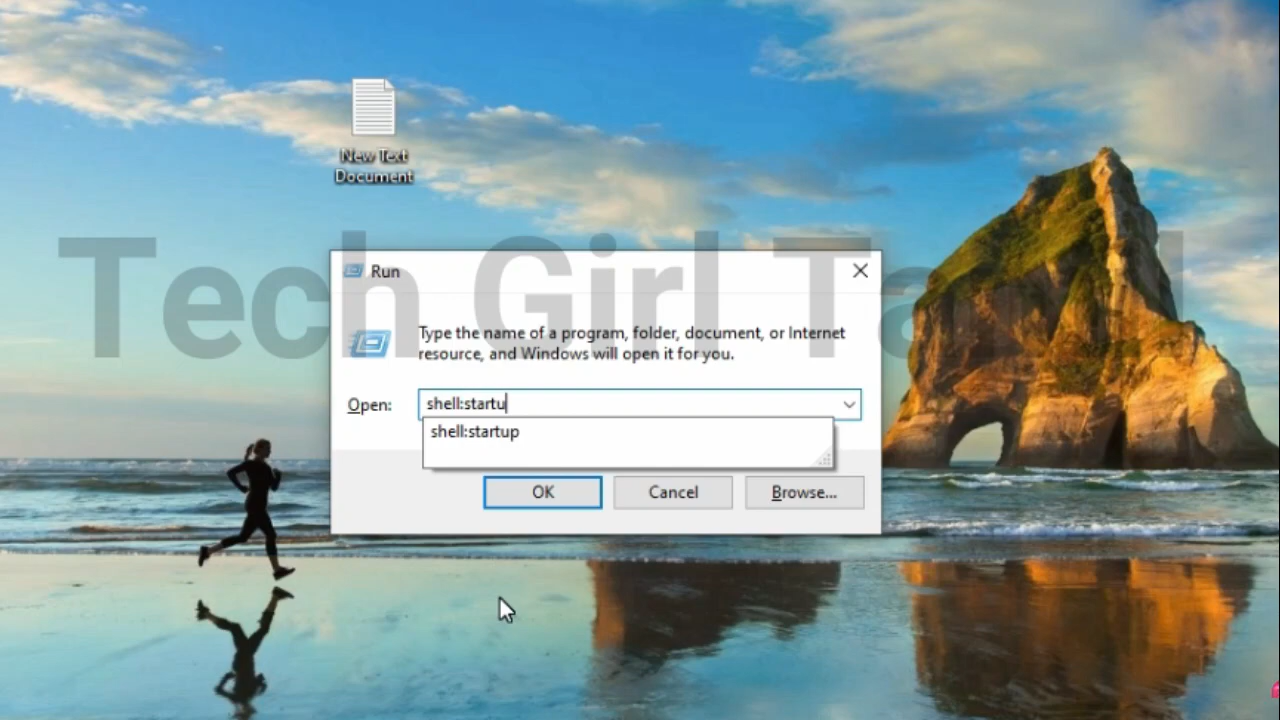 New Text
Document
Tech Girl
Run
Type the name of a program, folder, document, or Internet
resource, and Windows will open it for you.
Open:
shell:startu
shell:startup
OK
Cancel
Browse...